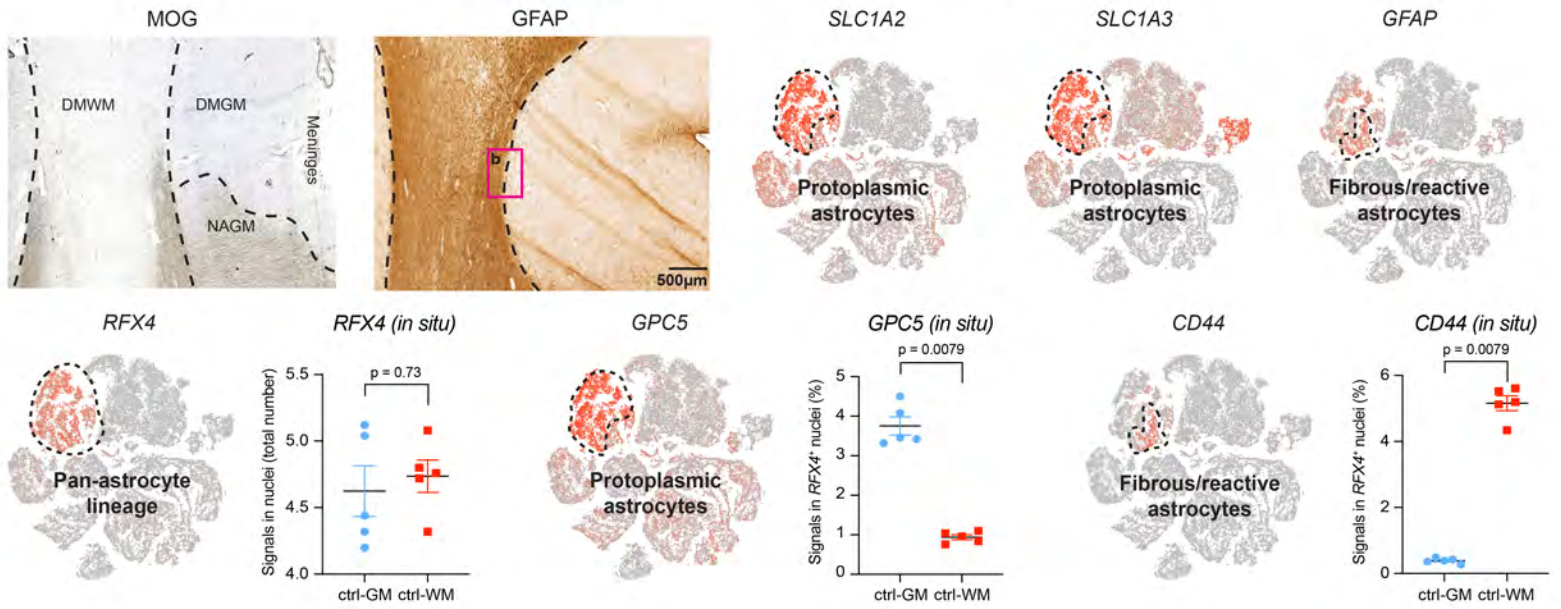 MOG
GFAP
SLC1A2
SLC1A3
GFAP
DMWM
DMGM
Meninges
NAGM
b
500µm
Protoplasmic
astrocytes
Protoplasmic
astrocytes
Fibrous/reactive
astrocytes
RFX4
RFX4 (in situ)
GPC5
GPC5 (in situ)
CD44
CD44 (in situ)
Pan-astrocyte
lineage
Signals in nuclei (total number)
p = 0.73
5.5
5.0
4.5
4.0
ctrl-GM ctrl-WM
Protoplasmic
astrocytes
Signals in RFX4+ nuclei (%)
p = 0.0079
5
4
3
2
1
0
ctrl-GM ctrl-WM
Fibrous/reactive
astrocytes
Signals in RFX4+ nuclei (%)
p = 0.0079
6
4
2
0
ctrl-GM ctrl-WM